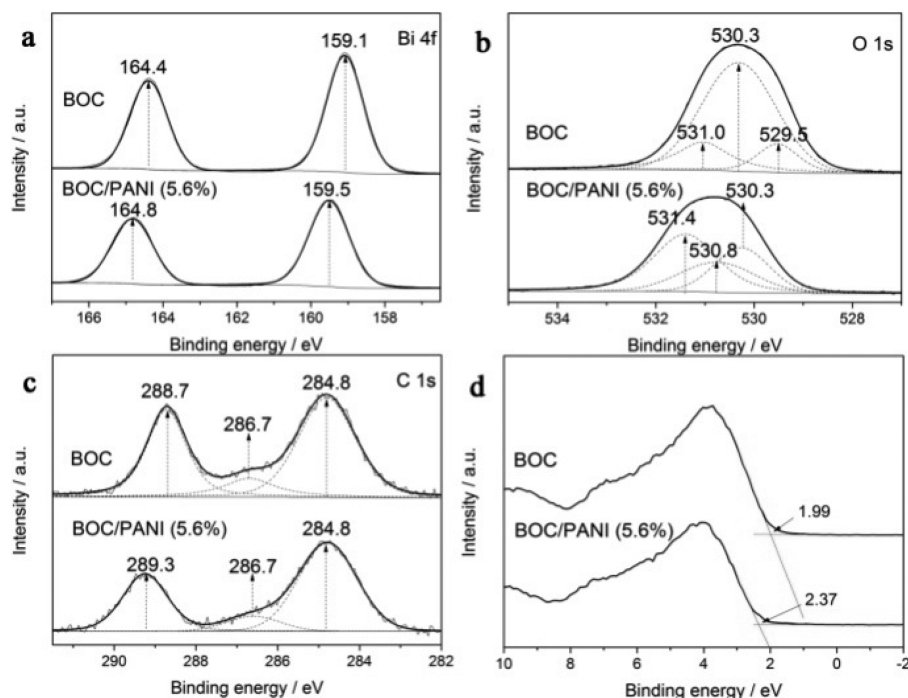 a
Bi 4f
164.4
159.1
BOC
BOC/PANI (5.6%)
164.8
159.5
Intensity / a.u.
166 164 162 160 158
Binding energy / eV
b
O 1s
530.3
BOC
531.0
529.5
BOC/PANI (5.6%)
530.3
531.4
530.8
Intensity / a.u.
534 531 530 528
Binding energy / eV
c
C 1s
288.7
286.7
284.8
BOC
BOC/PANI (5.6%)
289.3
286.7
284.8
Intensity / a.u.
290 288 286 284 282
Binding energy / eV
d
BOC
1.99
BOC/PANI (5.6%)
2.37
Intensity / a.u.
10 8 6 4 2 0 -2
Binding energy / eV